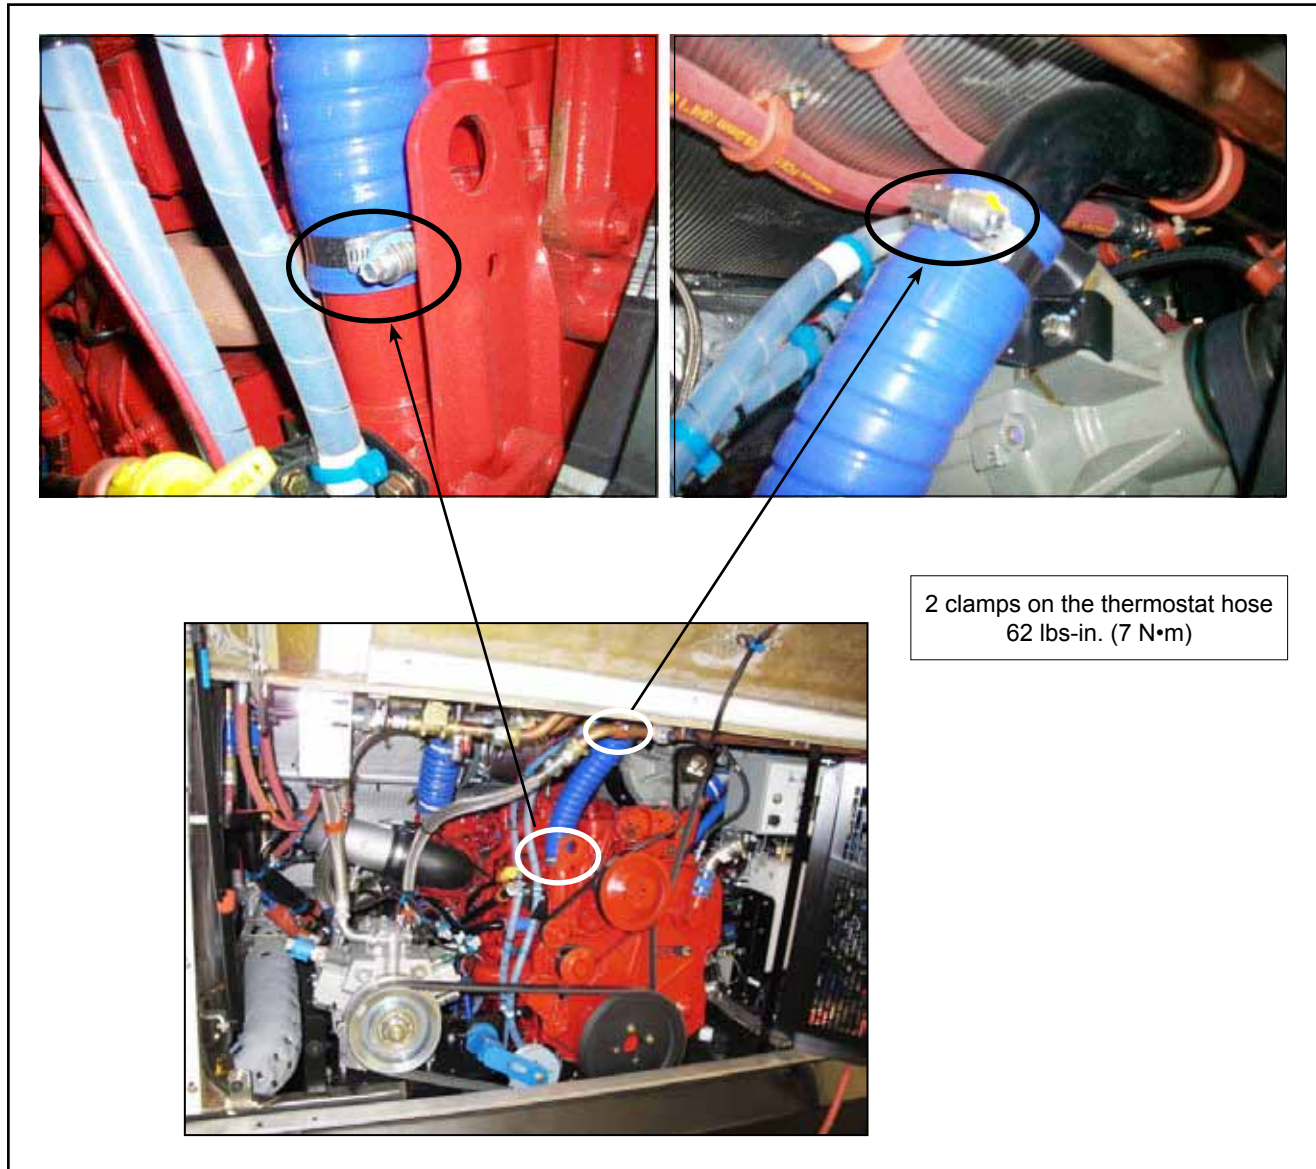 2 clamps on the thermostat hose
62 lbs-in. (7 N•m)